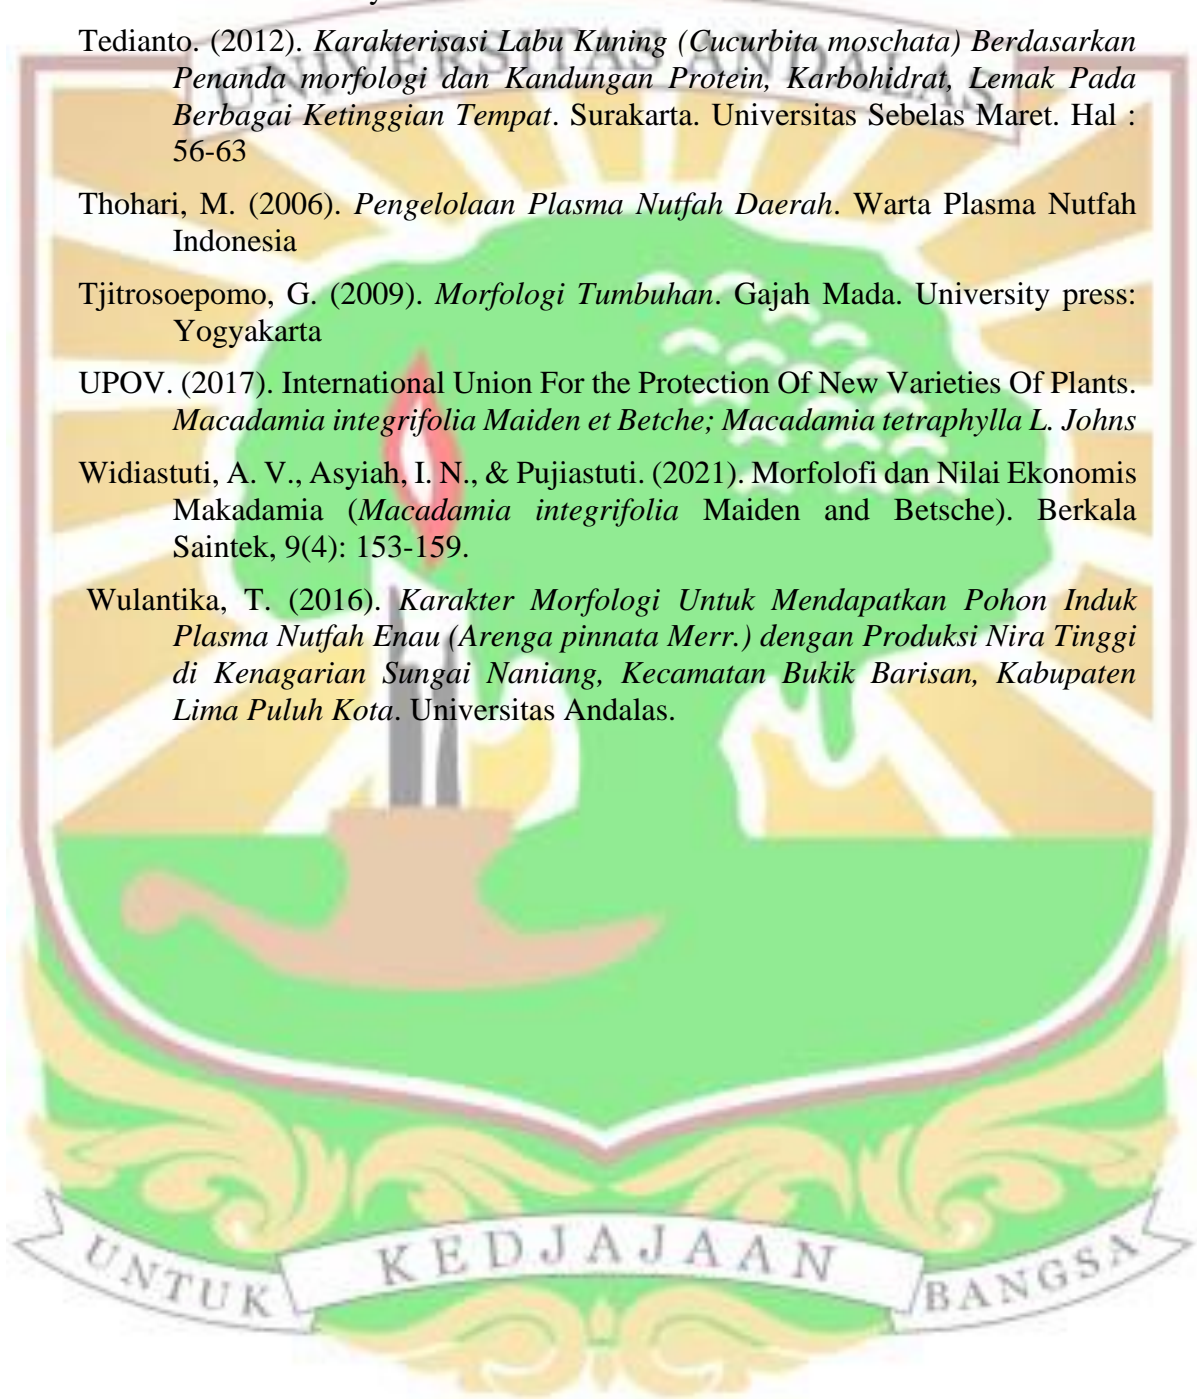 UNIVERSITAS ANDALAS
Tedianto. (2012). Karakterisasi Labu Kuning (Cucurbita moschata) Berdasarkan
Penanda morfologi dan Kandungan Protein, Karbohidrat, Lemak Pada
Berbagai Ketinggian Tempat. Surakarta. Universitas Sebelas Maret. Hal :
56-63
Thohari, M. (2006). Pengelolaan Plasma Nutfah Daerah. Warta Plasma Nutfah
Indonesia
Tjitrosoepomo, G. (2009). Morfologi Tumbuhan. Gajah Mada. University press:
Yogyakarta
UPOV. (2017). International Union For the Protection Of New Varieties Of Plants.
Macadamia integrifolia Maiden et Betche; Macadamia tetraphylla L. Johns
Widiastuti, A. V., Asyiah, I. N., & Pujiastuti. (2021). Morfolofi dan Nilai Ekonomis
Makadamia (Macadamia integrifolia Maiden and Betsche). Berkala
Saintek, 9(4): 153-159.
Wulantika, T. (2016). Karakter Morfologi Untuk Mendapatkan Pohon Induk
Plasma Nutfah Enau (Arenga pinnata Merr.) dengan Produksi Nira Tinggi
di Kenagarian Sungai Naniang, Kecamatan Bukik Barisan, Kabupaten
Lima Puluh Kota. Universitas Andalas.
UNTUK KEDJAJAAN BANGSA